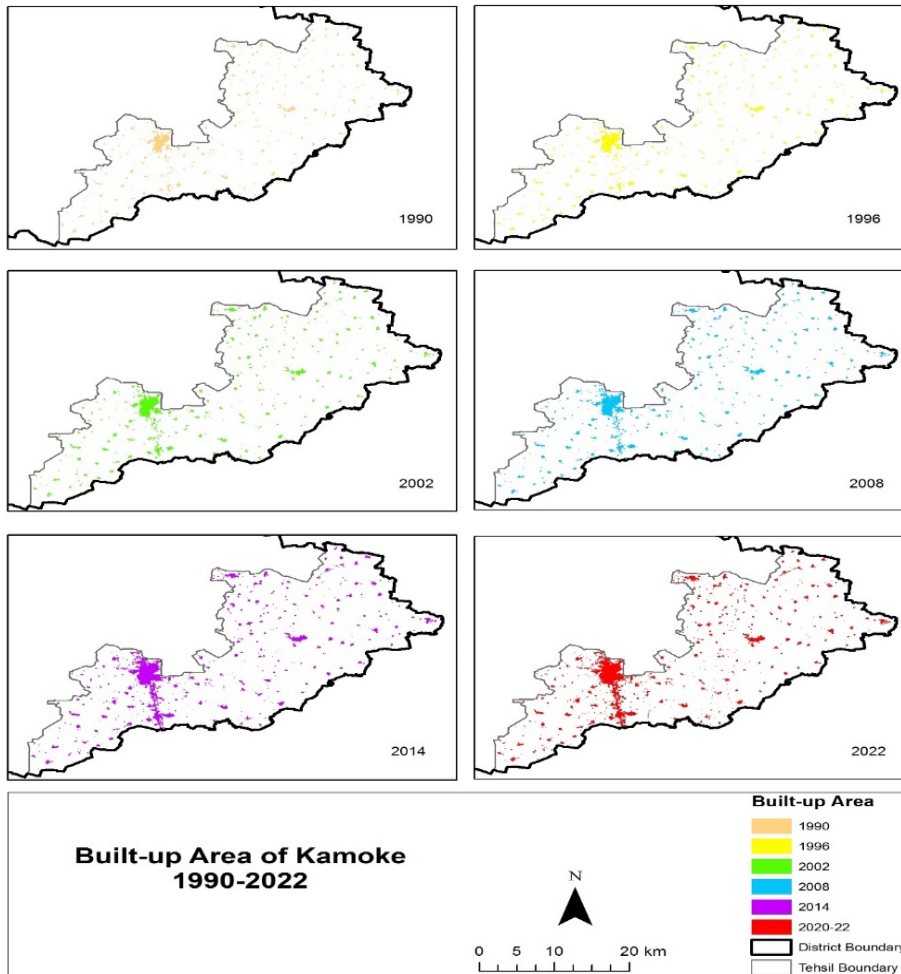 1990
1996
2002
2008
2014
2022
Built-up Area of Kamoke
1990-2022
N
0 5 10 20 km
Built-up Area
1990
1996
2002
2008
2014
2020-22
District Boundary
Tehsil Boundary